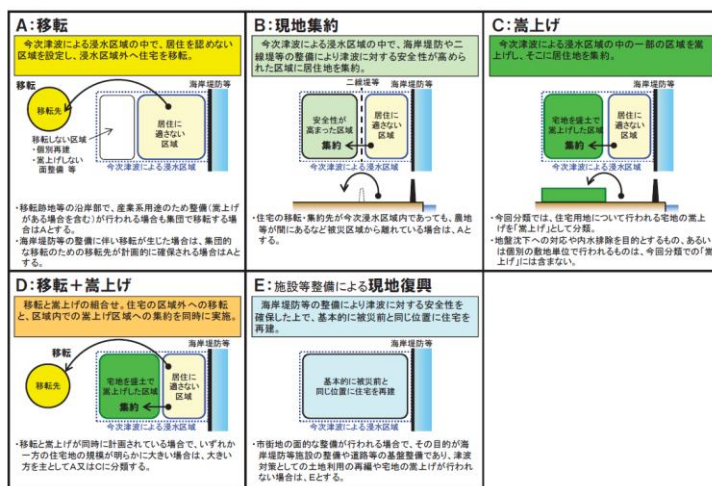 A:移転
今次津波による浸水区域の中で、居住を認めない
区域を設定し、浸水区域外へ住宅を移転。
移転
海岸堤防等
移転先
移転しない区域
・個別再建
・嵩上げしない
面整備 等
居住に
適さない
区域
今次津波による浸水区域
・移転跡地等の沿岸部で、産業系用途のため整備(嵩上げ
がある場合を含む)が行われる場合も集団で移転する場
合はAとする。
・海岸堤防等の整備に伴い移転が生じた場合は、集団的
な移転のための移転先が計画的に確保される場合はAと
する。
B:現地集約
今次津波による浸水区域の中で、海岸堤防や二
線堤等の整備により津波に対する安全性が高めら
れた区域に居住地を集約。
二線堤等
海岸堤防等
安全性が
高まった区域
居住に
適さない
区域
集約
今次津波による浸水区域
・住宅の移転・集約先が今次浸水区域内であっても、農地
等が間にあるなど被災区域から離れている場合は、Aと
する。
C:嵩上げ
今次津波による浸水区域の中の一部の区域を嵩
上げし、そこに居住地を集約。
海岸堤防等
宅地を盛土で
嵩上げした区域
居住に
適さない
区域
集約
今次津波による浸水区域
・今回分類では、住宅用地について行われる宅地の嵩上
げを「嵩上げ」として分類。
・地盤沈下への対応や内水排除を目的とするもの、あるい
は個別の敷地単位で行われるものは、今回分類での「嵩
上げ」には含まない。
D:移転+嵩上げ
移転と嵩上げの組合せ。住宅の区域外への移転
と、区域内での嵩上げ区域への集約を同時に実施。
移転
海岸堤防等
移転先
宅地を盛土で
嵩上げした区域
居住に
適さない
区域
集約
今次津波による浸水区域
・移転と嵩上げが同時に計画されている場合で、いずれか
一方の住宅地の規模が明らかに大きい場合は、大きい
方を主としてA又はCに分類する。
E:施設等整備による現地復興
海岸堤防等の整備により津波に対する安全性を
確保した上で、基本的に被災前と同じ位置に住宅を
再建。
海岸堤防等
基本的に被災前と
同じ位置に住宅を再建
今次津波による浸水区域
・市街地の面的な整備が行われる場合で、その目的が海
岸堤防等施設の整備や道路等の基盤整備であり、津波
対策としての土地利用の再編や宅地の嵩上げが行われ
ない場合は、Eとする。